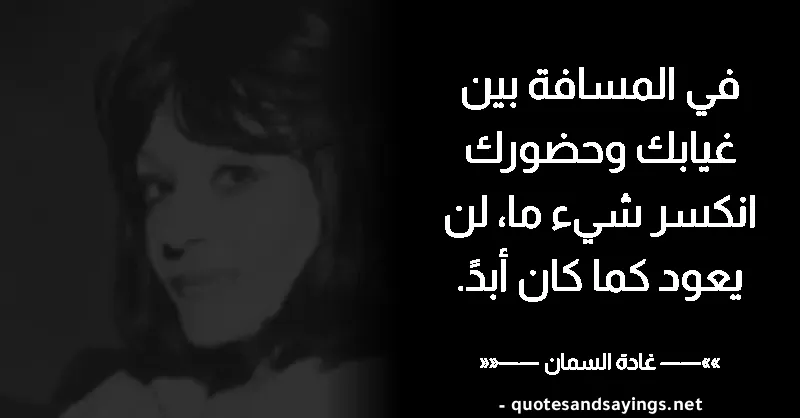 في المسافة بين
غيابك وحضورك
انكسر شيء ما، لن
يعود كما كان أبدً.
»»—— غادة السمان ——««
- quotesandsayings.net